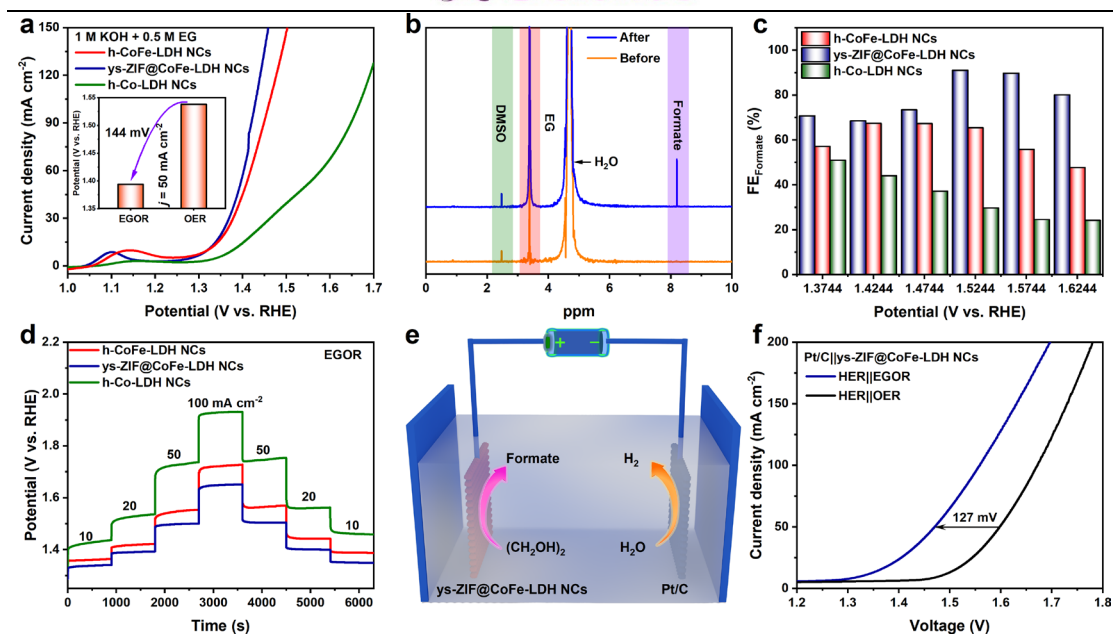 a
1 M KOH + 0.5 M EG
h-CoFe-LDH NCs
ys-ZIF@CoFe-LDH NCs
h-Co-LDH NCs
Current density (mA cm-2)
150
120
90
60
30
0
1.0 1.1 1.2 1.3 1.4 1.5 1.6 1.7
Potential (V vs. RHE)
Potential (V vs. RHE)
1.55
1.50
1.45
1.40
1.35
144 mV
j = 50 mA cm-2
EGOR OER
b
After
Before
DMSO
EG
H2O
Formate
0 2 4 6 8 10
ppm
c
h-CoFe-LDH NCs
ys-ZIF@CoFe-LDH NCs
h-Co-LDH NCs
FEFormate (%)
100
80
60
40
20
0
1.3744 1.4244 1.4744 1.5244 1.5744 1.6244
Potential (V vs. RHE)
d
h-CoFe-LDH NCs
ys-ZIF@CoFe-LDH NCs
h-Co-LDH NCs
EGOR
Potential (V vs. RHE)
2.2
2.0
1.8
1.6
1.4
10
20
50
100 mA cm-2
50
20
10
0 1000 2000 3000 4000 5000 6000
Time (s)
e
+ −
Formate
H2
(CH2OH)2
H2O
ys-ZIF@CoFe-LDH NCs
Pt/C
f
Pt/C||ys-ZIF@CoFe-LDH NCs
HER||EGOR
HER||OER
127 mV
Current density (mA cm-2)
200
150
100
50
0
1.2 1.3 1.4 1.5 1.6 1.7 1.8
Voltage (V)